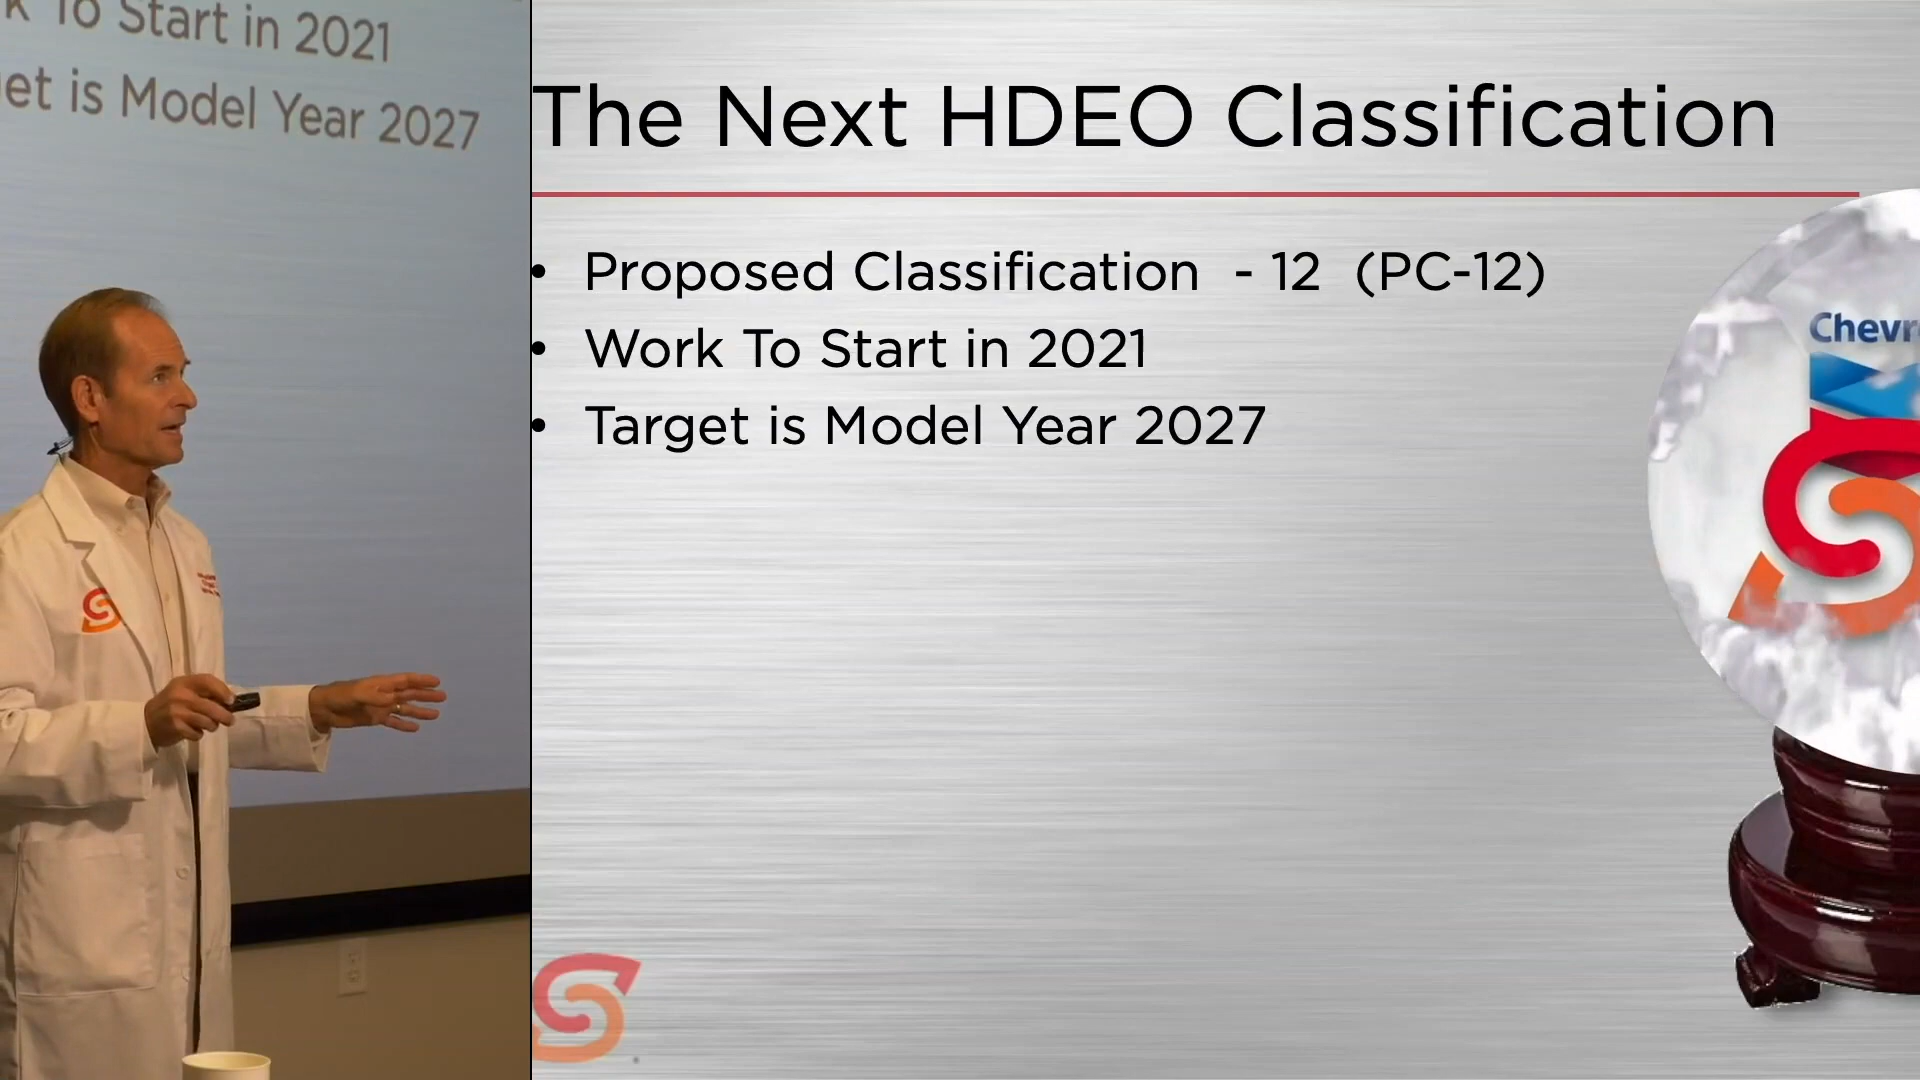 To Start in 2021
et is Model Year 2027
The Next HDEO Classification
• Proposed Classification - 12 (PC-12)
• Work To Start in 2021
• Target is Model Year 2027
Chevr